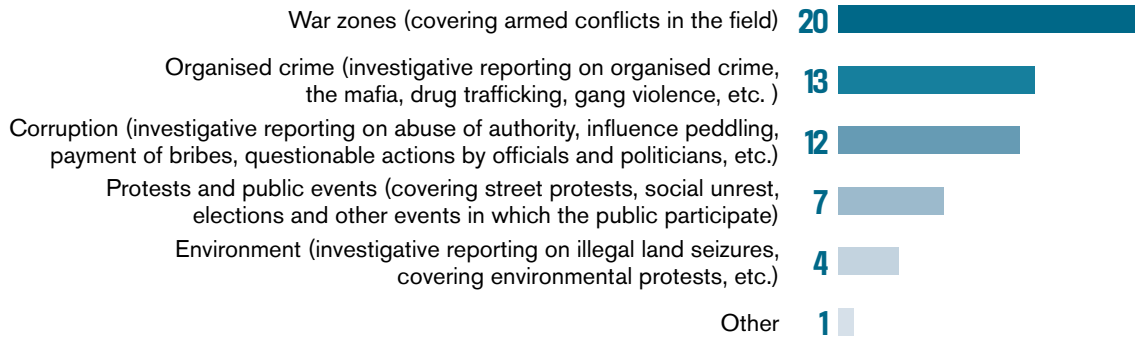 War zones (covering armed conflicts in the field) 20
Organised crime (investigative reporting on organised crime,
the mafia, drug trafficking, gang violence, etc. ) 13
Corruption (investigative reporting on abuse of authority, influence peddling,
payment of bribes, questionable actions by officials and politicians, etc.) 12
Protests and public events (covering street protests, social unrest,
elections and other events in which the public participate) 7
Environment (investigative reporting on illegal land seizures,
covering environmental protests, etc.) 4
Other 1